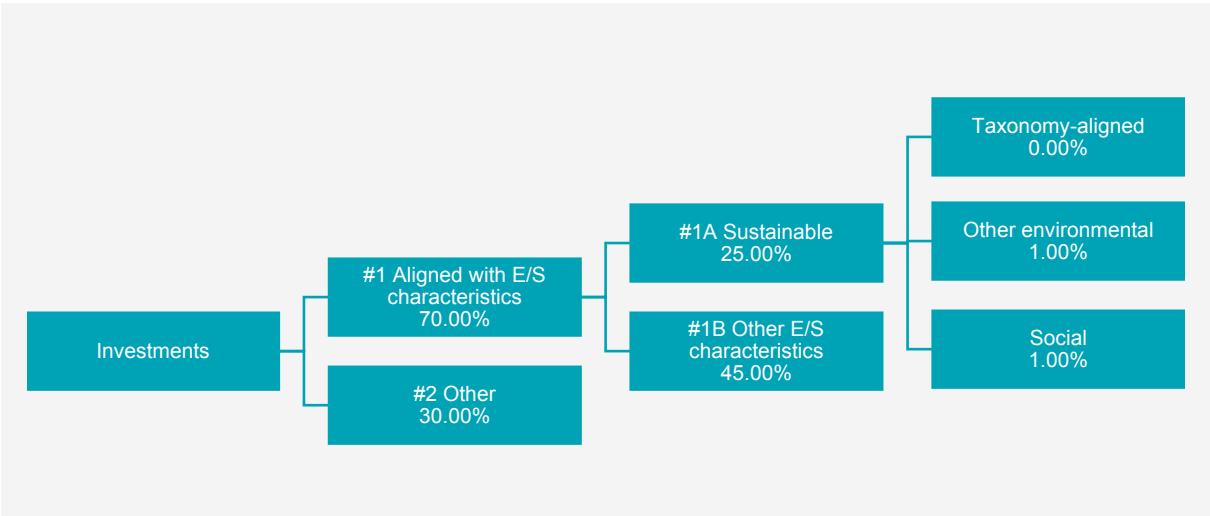 Investments
#1 Aligned with E/S
characteristics
70.00%
#2 Other
30.00%
#1A Sustainable
25.00%
#1B Other E/S
characteristics
45.00%
Taxonomy-aligned
0.00%
Other environmental
1.00%
Social
1.00%